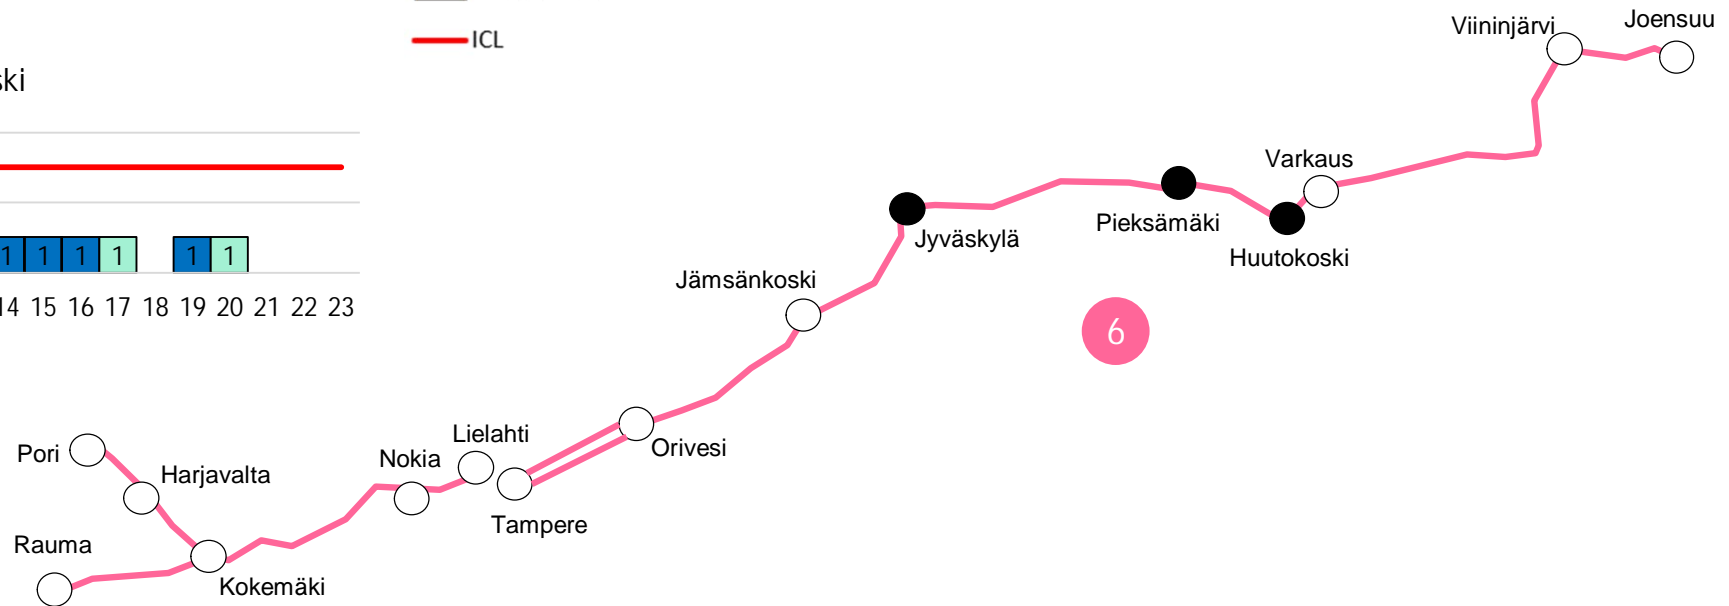 ICL
ski
1 1 1 1 1 1
14 15 16 17 18 19 20 21 22 23
Viininjärvi
Joensuu
Varkaus
Pieksämäki
Huutokoski
Jyväskylä
Jämsänkoski
6
Orivesi
Lielahti
Nokia
Tampere
Pori
Harjavalta
Rauma
Kokemäki